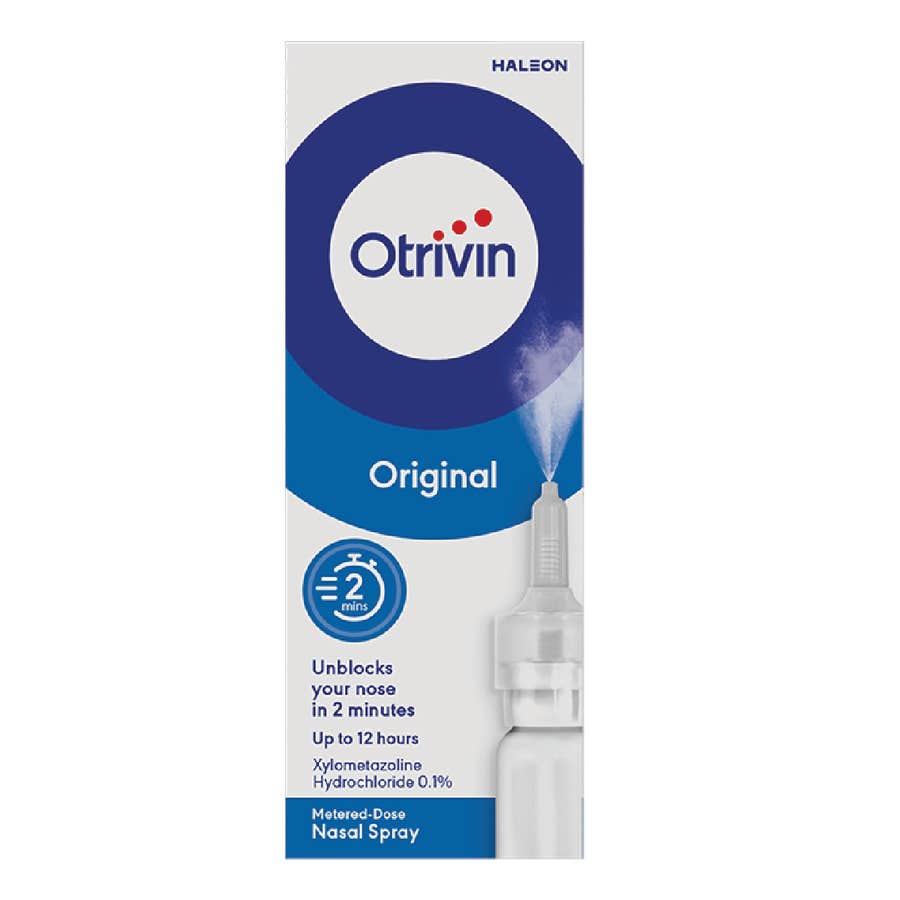 HALEON
Otrivin
Original
2
mins
Unblocks
your nose
in 2 minutes
Up to 12 hours
Xylometazoline
Hydrochloride 0.1%
Metered-Dose
Nasal Spray